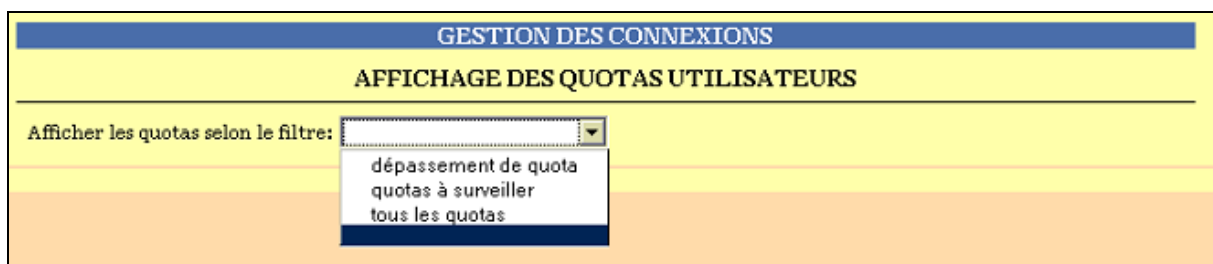 GESTION DES CONNEXIONS
AFFICHAGE DES QUOTAS UTILISATEURS
Afficher les quotas selon le filtre:
dépassement de quota
quotas à surveiller
tous les quotas